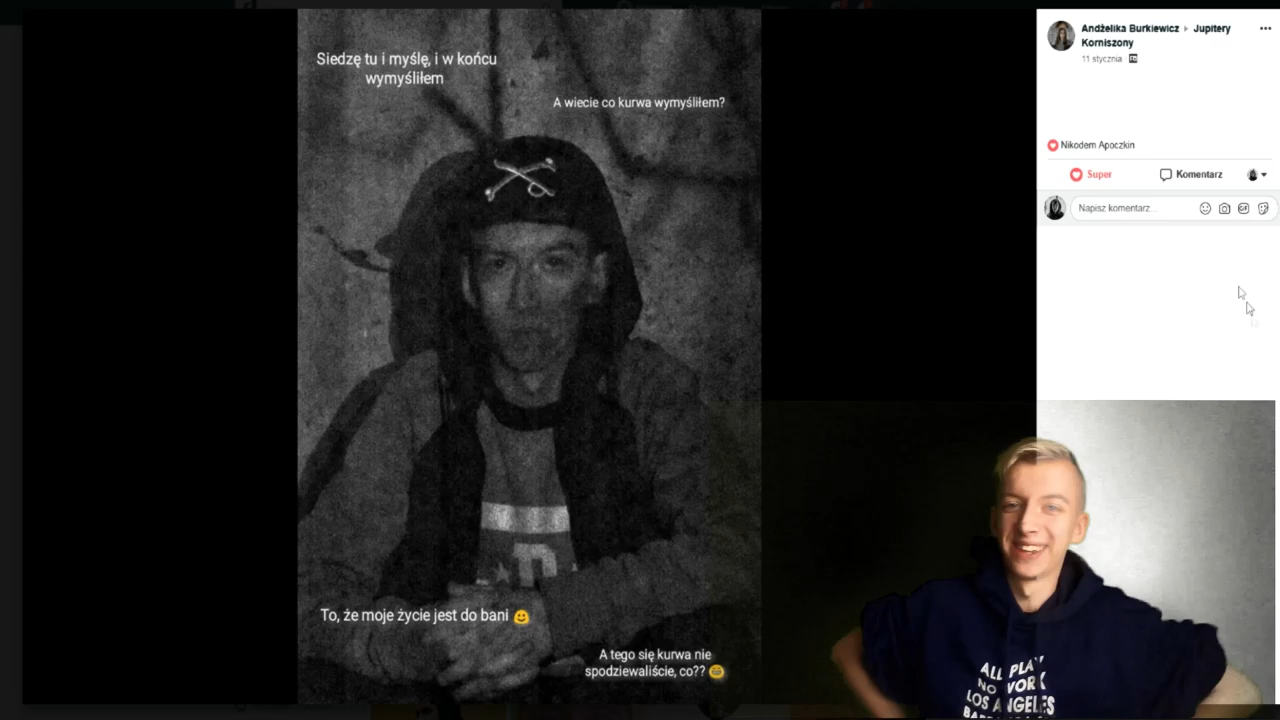 Siedzę tu i myślę, i w końcu
wymyśliłem
A wiecie co kurwa wymyśliłem?
To, że moje życie jest do bani
A tego się kurwa nie
spodziewaliście, co??
Andżelika Burkiewicz Jupitery
Korniszony
11 stycznia
Nikodem Apoczkin
Super Komentarz
Napisz komentarz...
GIF
ALL PLAY
NO WORK
LOS ANGELES